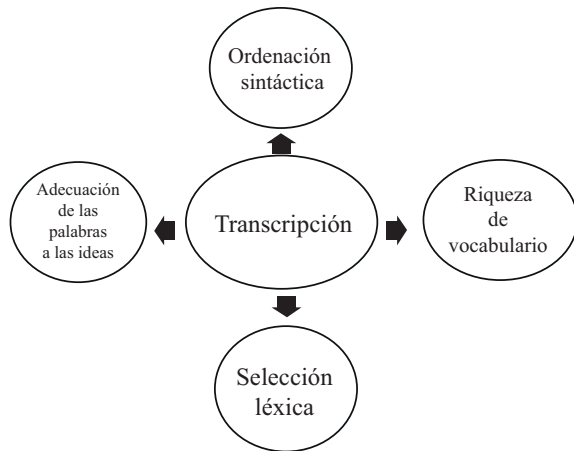 Ordenación
sintáctica
Adecuación
de las
palabras
a las ideas
Transcripción
Riqueza
de
vocabulario
Selección
léxica